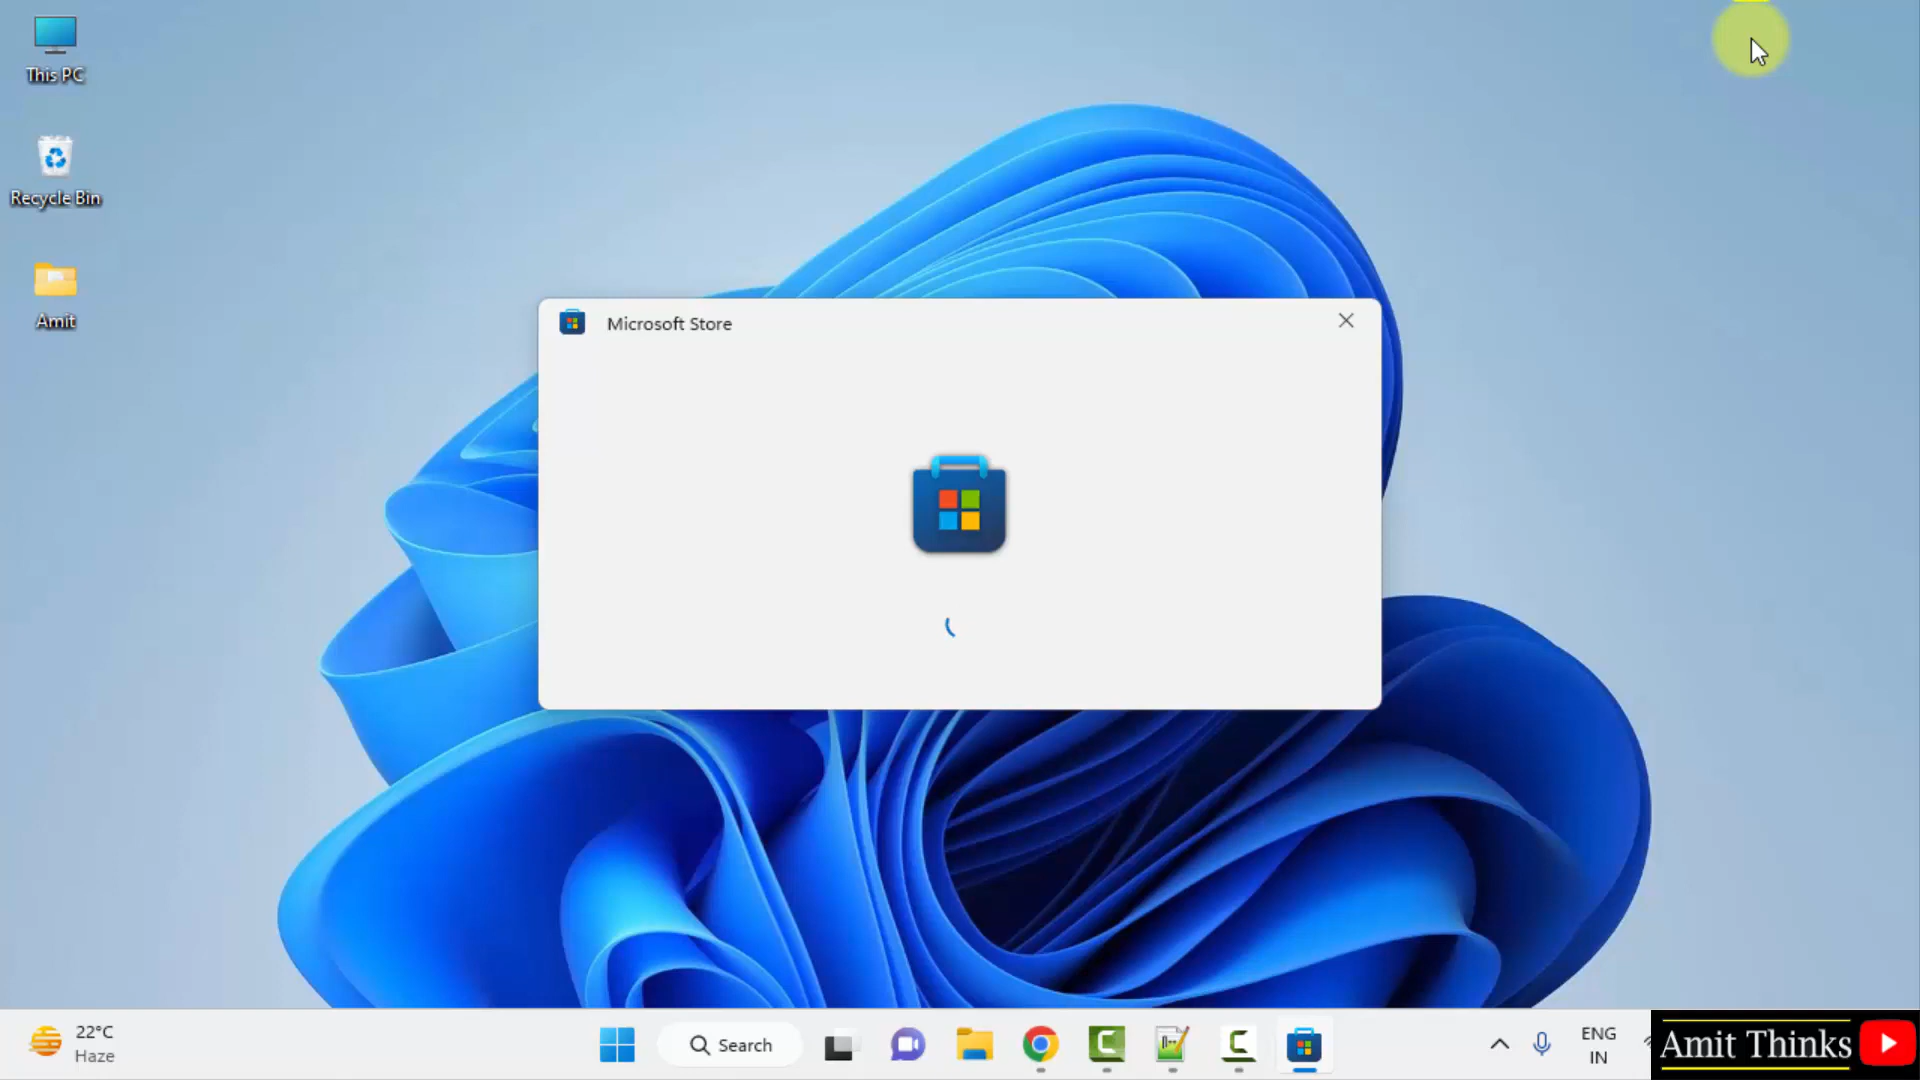 This PC
Recycle Bin
Amit
Microsoft Store
22°C
Haze
Search
ENG
IN
Amit Thinks